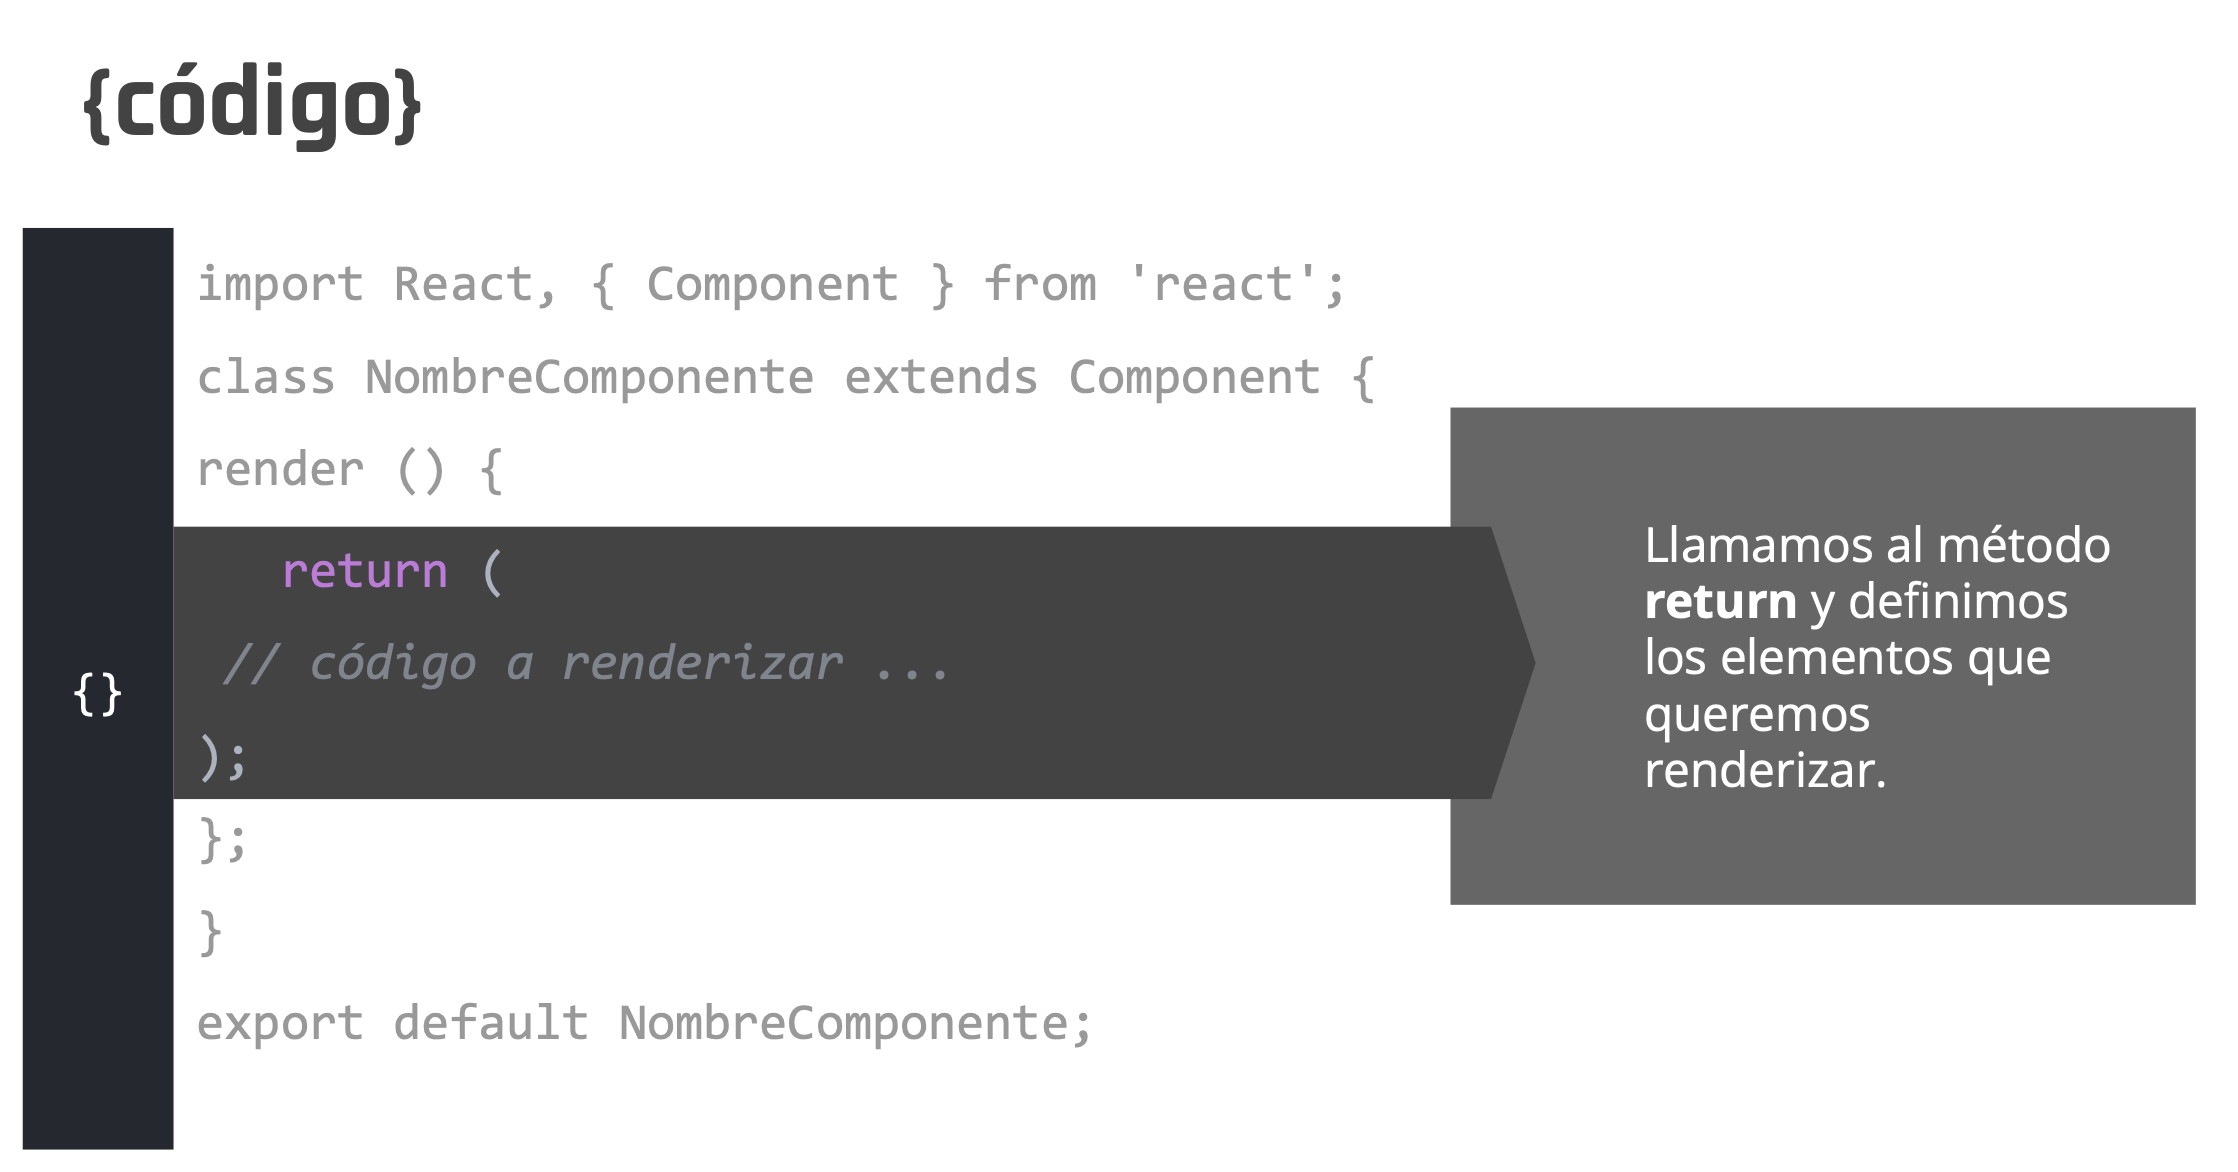 {código}
import React, { Component } from 'react';
class NombreComponente extends Component {
render () {
return (
// código a renderizar ...
);
};
}
export default NombreComponente;
{}
Llamamos al método
return y definimos
los elementos que
queremos
renderizar.